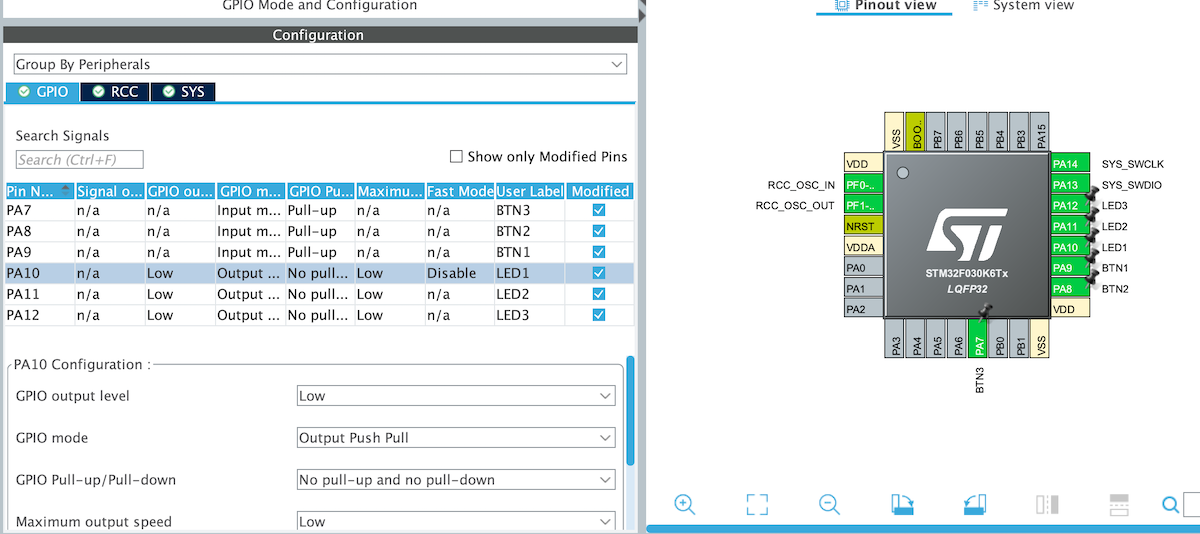 GPIO Mode and Configuration
Configuration
Group By Peripherals
GPIO RCC SYS
Search Signals
Search (Ctrl+F)
Show only Modified Pins
Pin N... Signal o... GPIO ou... GPIO m... GPIO Pu... Maximu... Fast Mode User Label Modified
PA7 n/a n/a Input m... Pull-up n/a n/a BTN3
PA8 n/a n/a Input m... Pull-up n/a n/a BTN2
PA9 n/a n/a Input m... Pull-up n/a n/a BTN1
PA10 n/a Low Output ... No pull... Low Disable LED1
PA11 n/a Low Output ... No pull... Low n/a LED2
PA12 n/a Low Output ... No pull... Low n/a LED3
PA10 Configuration :
GPIO output level Low
GPIO mode Output Push Pull
GPIO Pull-up/Pull-down No pull-up and no pull-down
Maximum output speed Low
Pinout view System view
VSS BOO.. PB7 PB6 PB5 PB4 PB3 PA15
VDD
RCC_OSC_IN PF0-..
RCC_OSC_OUT PF1-..
NRST
VDDA
PA0
PA1
PA2
ST
STM32F030K6Tx
LQFP32
PA14 SYS_SWCLK
PA13 SYS_SWDIO
PA12 LED3
PA11 LED2
PA10 LED1
PA9 BTN1
PA8 BTN2
VDD
PA3 PA4 PA5 PA6 PA7 PB0 PB1 VSS
BTN3